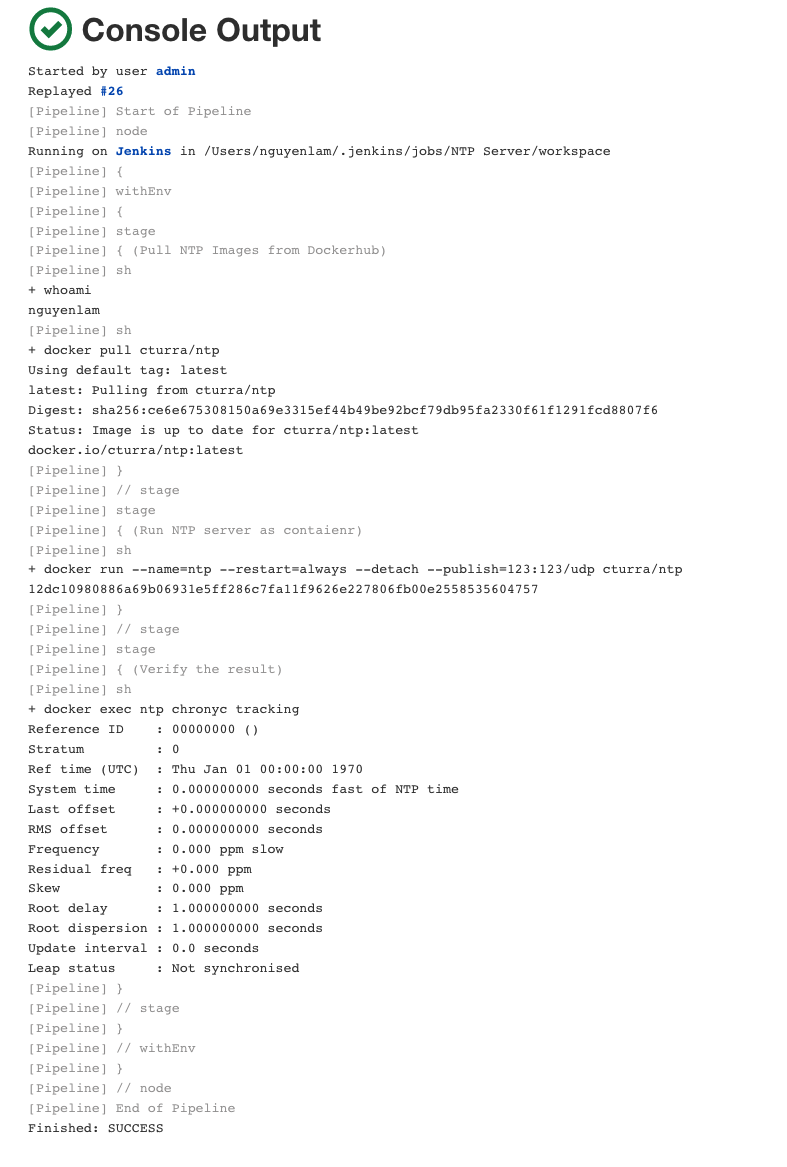 Console Output
Started by user admin
Replayed #26
[Pipeline] Start of Pipeline
[Pipeline] node
Running on Jenkins in /Users/nguyenlam/.jenkins/jobs/NTP Server/workspace
[Pipeline] {
[Pipeline] withEnv
[Pipeline] {
[Pipeline] stage
[Pipeline] { (Pull NTP Images from Dockerhub)
[Pipeline] sh
+ whoami
nguyenlam
[Pipeline] sh
+ docker pull cturra/ntp
Using default tag: latest
latest: Pulling from cturra/ntp
Digest: sha256:ce6e675308150a69e3315ef44b49be92bcf79db95fa2330f61f1291fcd8807f6
Status: Image is up to date for cturra/ntp:latest
docker.io/cturra/ntp:latest
[Pipeline] }
[Pipeline] // stage
[Pipeline] stage
[Pipeline] { (Run NTP server as contaienr)
[Pipeline] sh
+ docker run --name=ntp --restart=always --detach --publish=123:123/udp cturra/ntp
12dc10980886a69b06931e5ff286c7fa11f9626e227806fb00e2558535604757
[Pipeline] }
[Pipeline] // stage
[Pipeline] stage
[Pipeline] { (Verify the result)
[Pipeline] sh
+ docker exec ntp chronyc tracking
Reference ID    : 00000000 ()
Stratum         : 0
Ref time (UTC)  : Thu Jan 01 00:00:00 1970
System time     : 0.000000000 seconds fast of NTP time
Last offset     : +0.000000000 seconds
RMS offset      : 0.000000000 seconds
Frequency       : 0.000 ppm slow
Residual freq   : +0.000 ppm
Skew            : 0.000 ppm
Root delay      : 1.000000000 seconds
Root dispersion : 1.000000000 seconds
Update interval : 0.0 seconds
Leap status     : Not synchronised
[Pipeline] }
[Pipeline] // stage
[Pipeline] }
[Pipeline] // withEnv
[Pipeline] }
[Pipeline] // node
[Pipeline] End of Pipeline
Finished: SUCCESS